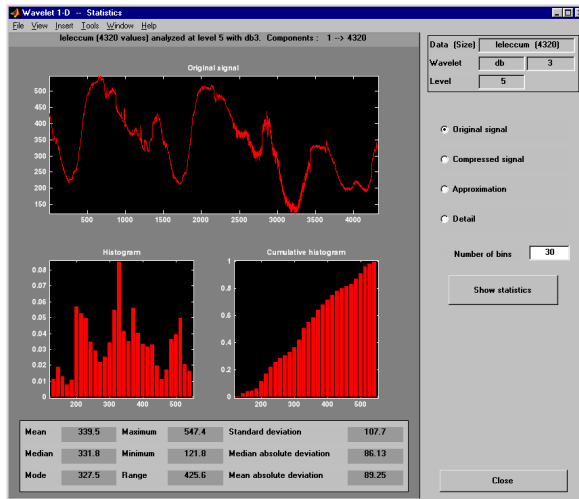 Wavelet 1-D -- Statistics
File View Insert Tools Window Help
leleccum (4320 values) analyzed at level 5 with db3. Components : 1 --> 4320
Data (Size) leleccum (4320)
Wavelet db 3
Level 5
Original signal
500
450
400
350
300
250
200
150
500 1000 1500 2000 2500 3000 3500 4000
Original signal
Compressed signal
Approximation
Detail
Number of bins 30
Show statistics
Histogram
0.08
0.07
0.06
0.05
0.04
0.03
0.02
0.01
0
200 300 400 500
Cumulative histogram
1
0.8
0.6
0.4
0.2
0
200 300 400 500
Mean 339.5 Maximum 547.4 Standard deviation 107.7
Median 331.8 Minimum 121.8 Median absolute deviation 86.13
Mode 327.5 Range 425.6 Mean absolute deviation 89.25
Close